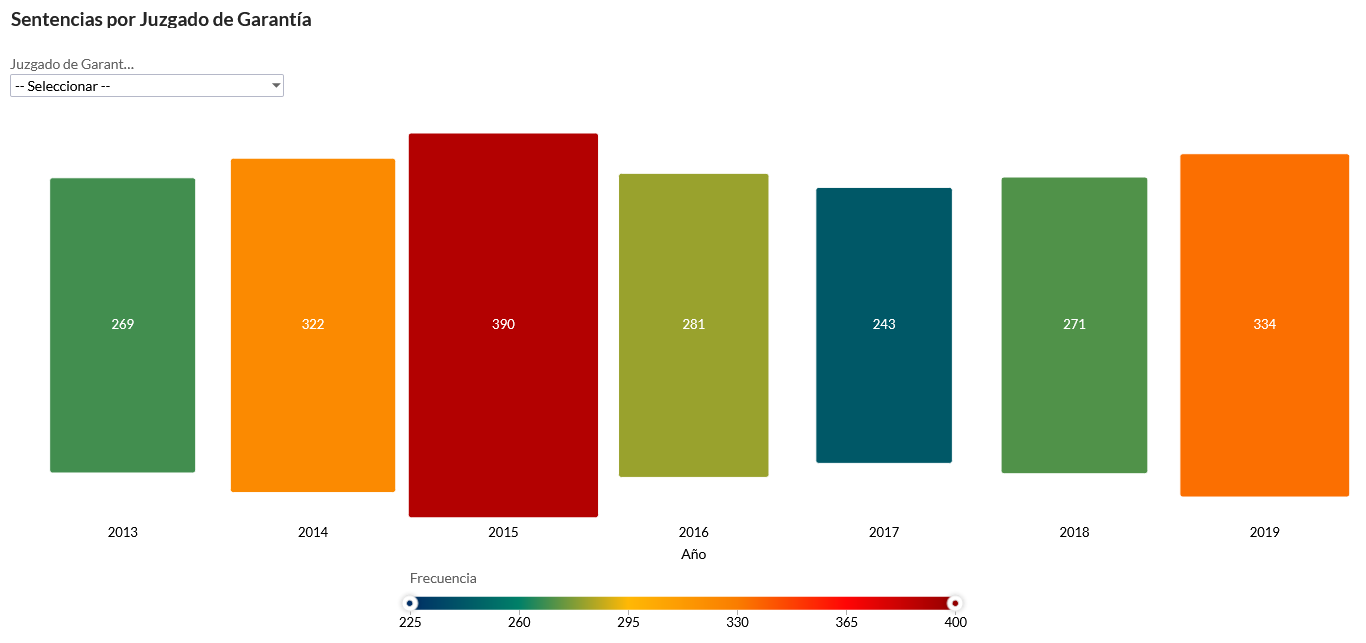 Sentencias por Juzgado de Garantía
Juzgado de Garant...
-- Seleccionar --
269 322 390 281 243 271 334
2013 2014 2015 2016 2017 2018 2019
Año
Frecuencia
225 260 295 330 365 400